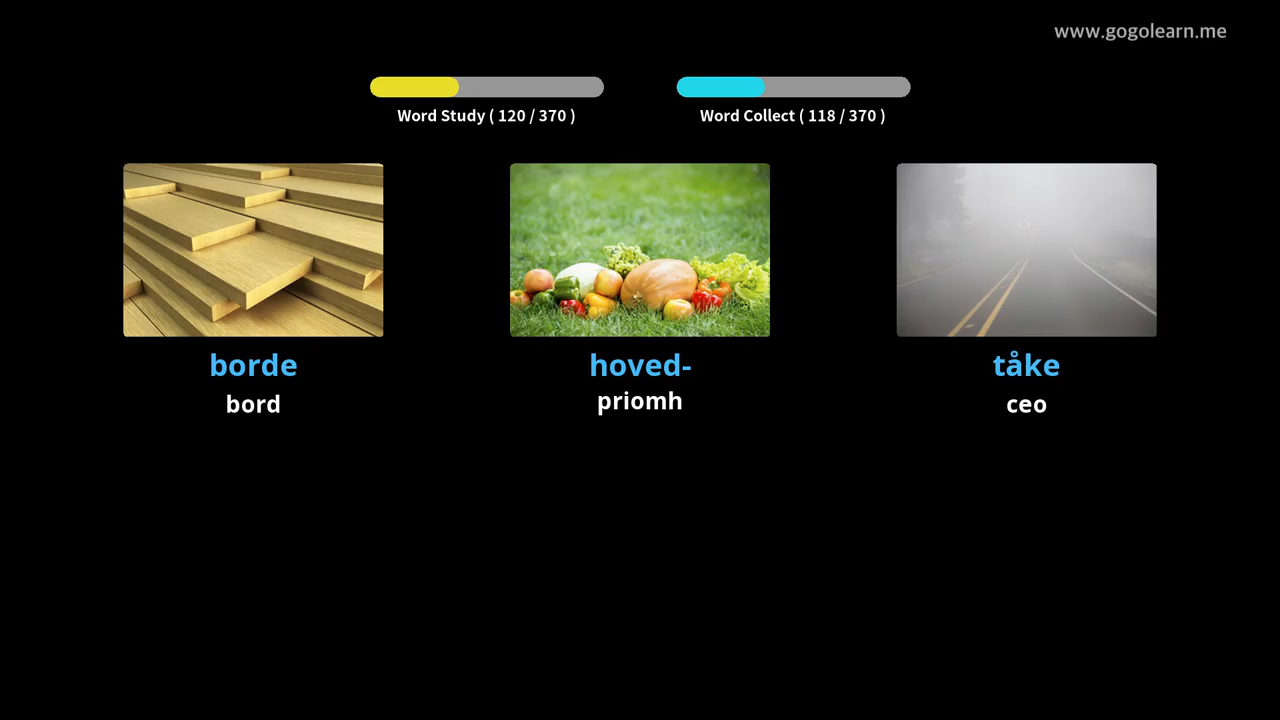 www.gogolearn.me
Word Study ( 120 / 370 )
Word Collect ( 118 / 370 )
borde
bord
hoved-
priomh
tåke
ceo